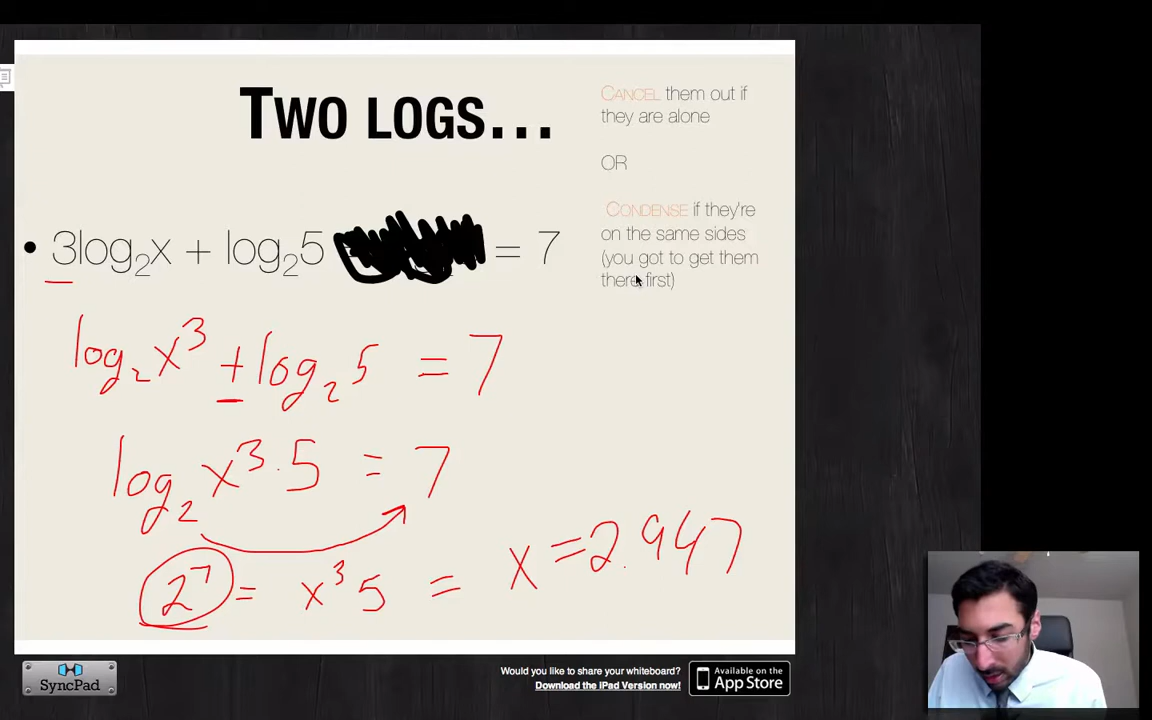 TWO LOGS...
CANCEL them out if
they are alone
OR
CONDENSE if they're
on the same sides
(you got to get them
there first)
• 3log₂x + log₂5 = 7
log₂x³ + log₂5 = 7
log₂x³·5 = 7
2⁷ = x³5 = x = 2.947
SyncPad
Would you like to share your whiteboard?
Download the iPad Version now!
Available on the
App Store